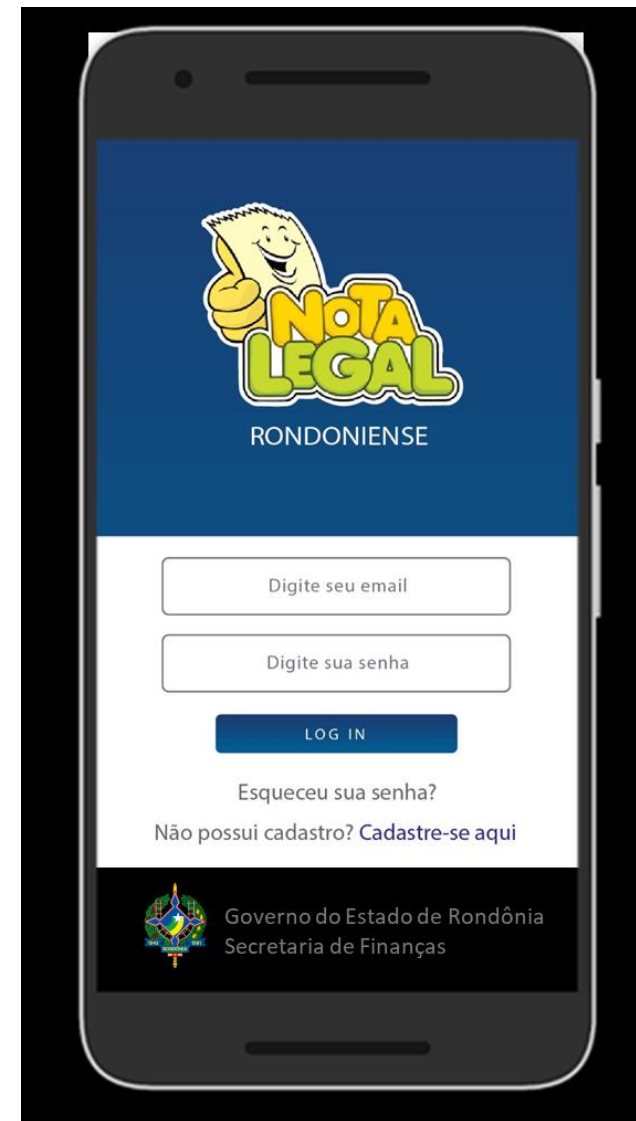 NOTA
LEGAL
RONDONIENSE
Digite seu email
Digite sua senha
LOG IN
Esqueceu sua senha?
Não possui cadastro? Cadastre-se aqui
Governo do Estado de Rondônia
Secretaria de Finanças